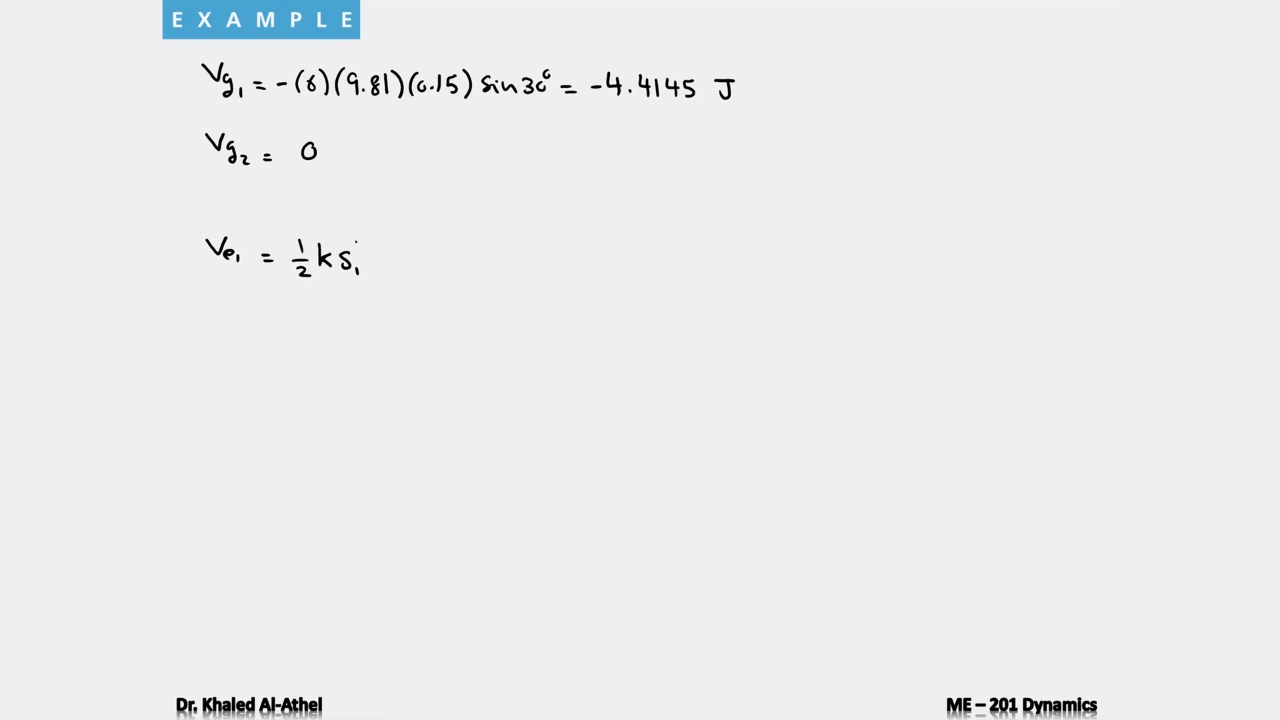 EXAMPLE
Vg₁ = -(6)(9.81)(0.15) sin30° = -4.4145 J
Vg₂ = 0
Ve₁ = ½ k s₁
Dr. Khaled Al-Athel
ME – 201 Dynamics